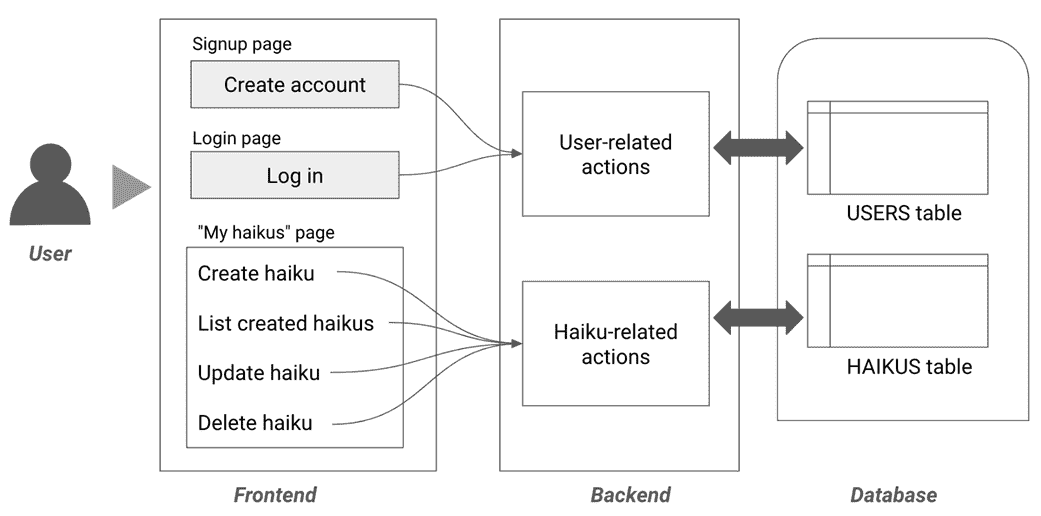 User
Signup page
Create account
Login page
Log in
"My haikus" page
Create haiku
List created haikus
Update haiku
Delete haiku
Frontend
User-related
actions
Haiku-related
actions
Backend
USERS table
HAIKUS table
Database